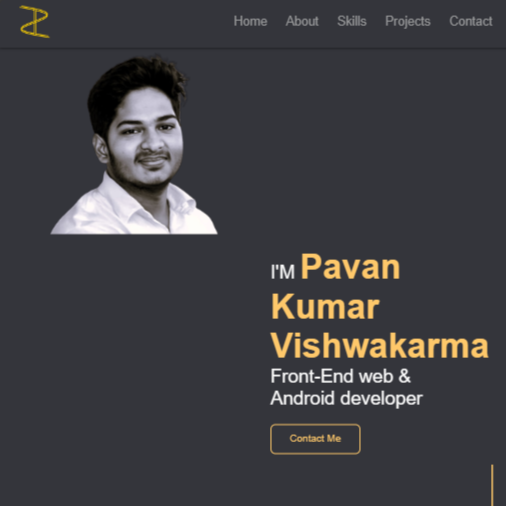 Home About Skills Projects Contact
I'M Pavan
Kumar
Vishwakarma
Front-End web &
Android developer
Contact Me